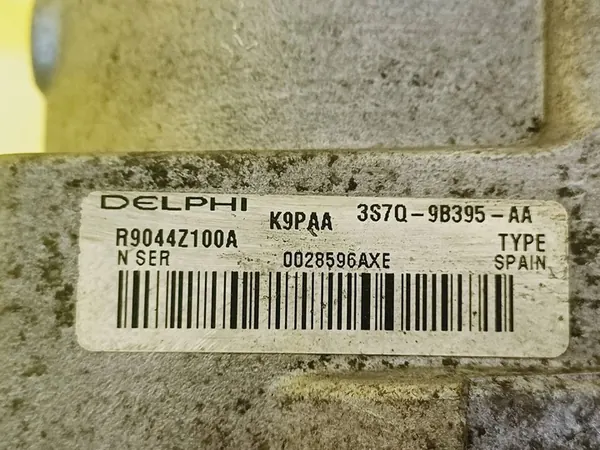 DELPHI K9PAA 3S7Q-9B395-AA
R9044Z100A TYPE
N SER 0028596AXE SPAIN